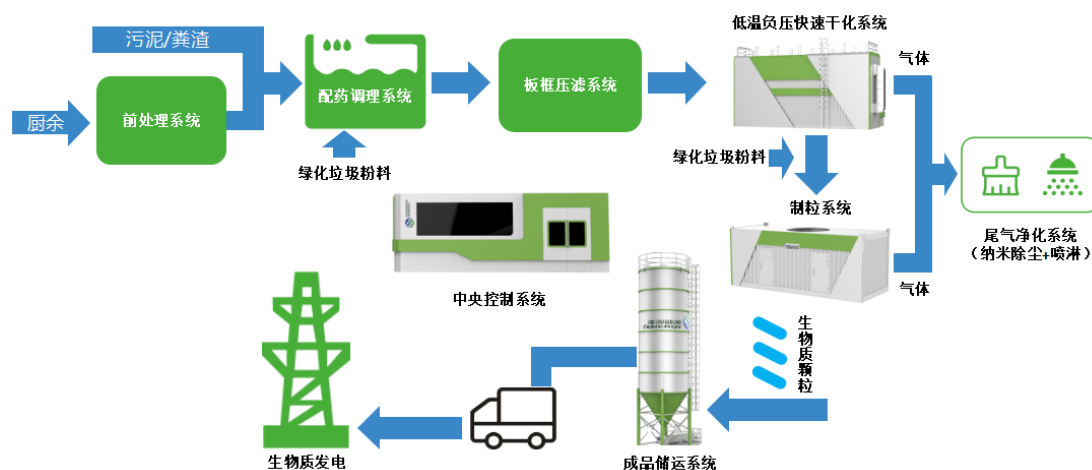 污泥/粪渣
厨余
前处理系统
配药调理系统
绿化垃圾粉料
板框压滤系统
低温负压快速干化系统
气体
绿化垃圾粉料
制粒系统
气体
尾气净化系统
（纳米除尘+喷淋）
中央控制系统
生物质颗粒
成品储运系统
生物质发电